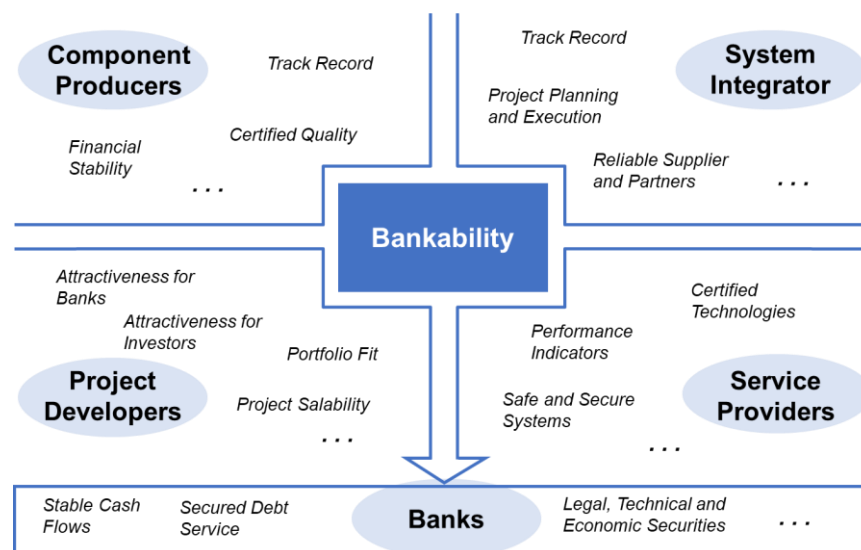 Component
Producers
Track Record
Certified Quality
Financial
Stability
. . .
Track Record
System
Integrator
Project Planning
and Execution
Reliable Supplier
and Partners
. . .
Bankability
Attractiveness for
Banks
Attractiveness for
Investors
Portfolio Fit
Project
Developers
Project Salability
. . .
Certified
Technologies
Performance
Indicators
Safe and Secure
Systems
Service
Providers
. . .
Stable Cash
Flows
Secured Debt
Service
Banks
Legal, Technical and
Economic Securities
. . .